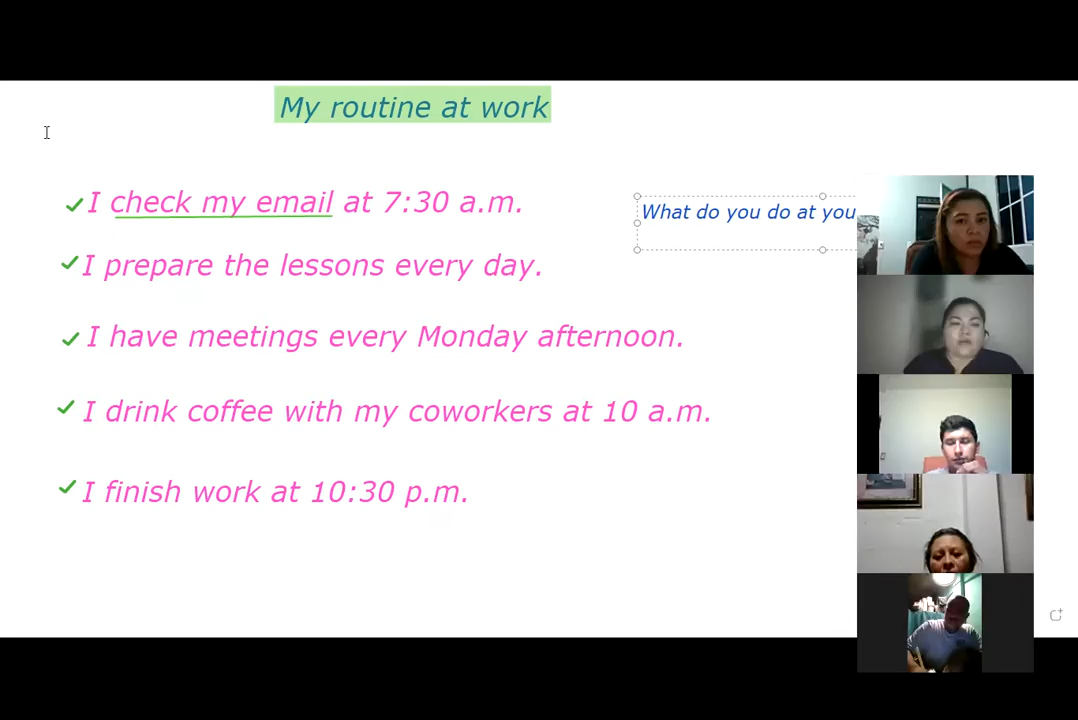 My routine at work
I check my email at 7:30 a.m.
What do you do at you
I prepare the lessons every day.
I have meetings every Monday afternoon.
I drink coffee with my coworkers at 10 a.m.
I finish work at 10:30 p.m.